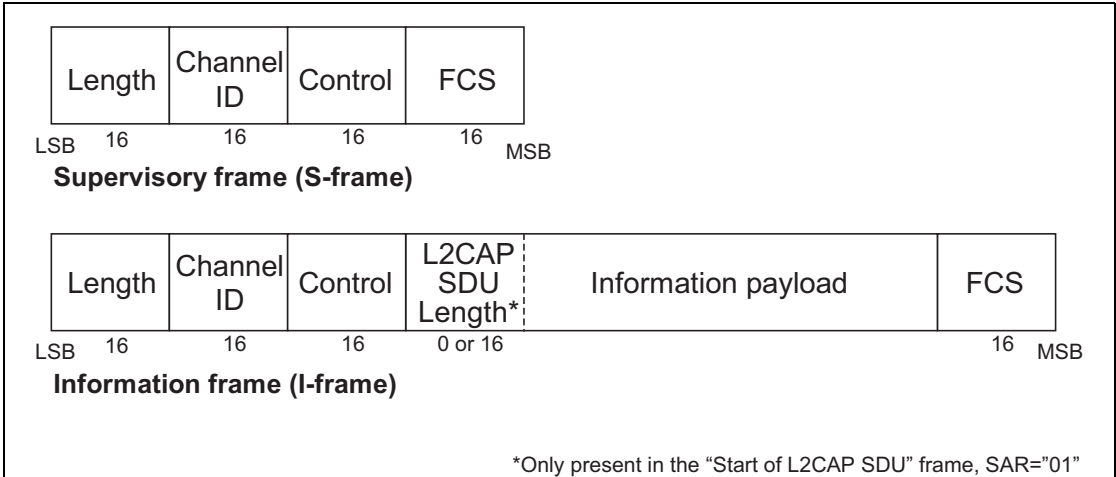 Length Channel ID Control FCS
LSB 16 16 16 16 MSB
Supervisory frame (S-frame)
Length Channel ID Control L2CAP SDU Length* Information payload FCS
LSB 16 16 16 0 or 16 16 MSB
Information frame (I-frame)
*Only present in the “Start of L2CAP SDU” frame, SAR=”01”